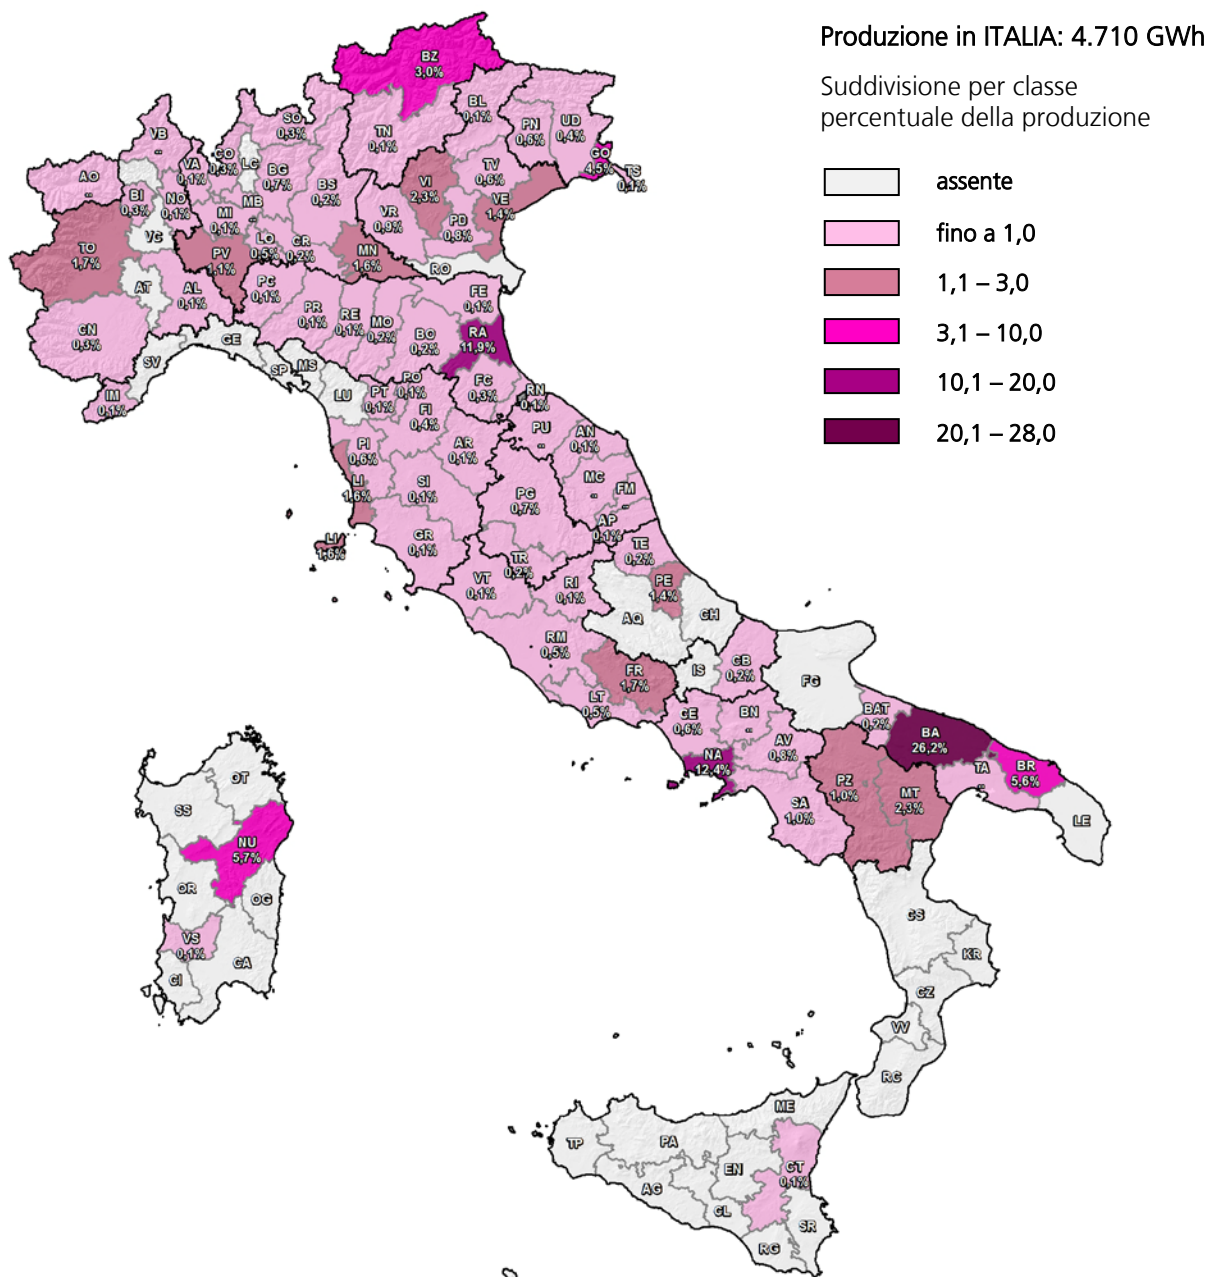 Produzione in ITALIA: 4.710 GWh
Suddivisione per classe
percentuale della produzione
assente
fino a 1,0
1,1 – 3,0
3,1 – 10,0
10,1 – 20,0
20,1 – 28,0
BZ
3,0%
BL
0,1%
SO
0,3%
TN
0,1%
PN
0,6%
UD
0,4%
GO
4,5%
TS
0,1%
VB
--
AO
--
VA
0,1%
CO
0,3%
LC
BG
0,7%
BS
0,2%
VI
2,3%
TV
0,6%
VE
1,4%
BI
0,3%
NO
0,1%
MI
0,1%
MB
--
VR
0,9%
PD
0,8%
TO
1,7%
VC
PV
1,1%
LO
0,5%
CR
0,2%
MN
1,6%
RO
AT
AL
0,1%
PC
0,1%
PR
0,1%
RE
0,1%
MO
0,2%
BO
0,2%
FE
0,1%
RA
11,9%
CN
0,3%
SV
GE
SP
MS
LU
IM
0,1%
PT
0,1%
PO
0,1%
FI
0,4%
FC
0,3%
RN
0,1%
PU
--
AN
0,1%
PI
0,6%
AR
0,1%
LI
1,6%
SI
0,1%
PG
0,7%
MC
--
FM
--
AP
0,1%
LI
1,6%
GR
0,1%
TE
0,2%
TR
0,2%
VT
0,1%
RI
0,1%
PE
1,4%
AQ
CH
RM
0,5%
FR
1,7%
IS
CB
0,2%
FG
LT
0,5%
CE
0,6%
BN
--
BAT
0,2%
BA
26,2%
AV
0,8%
NA
12,4%
TA
--
BR
5,6%
PZ
1,0%
MT
2,3%
SA
1,0%
LE
OT
SS
NU
5,7%
OR
OG
VS
0,1%
CA
CI
CS
KR
CZ
VV
RC
ME
TP
PA
EN
CT
0,1%
AG
CL
SR
RG